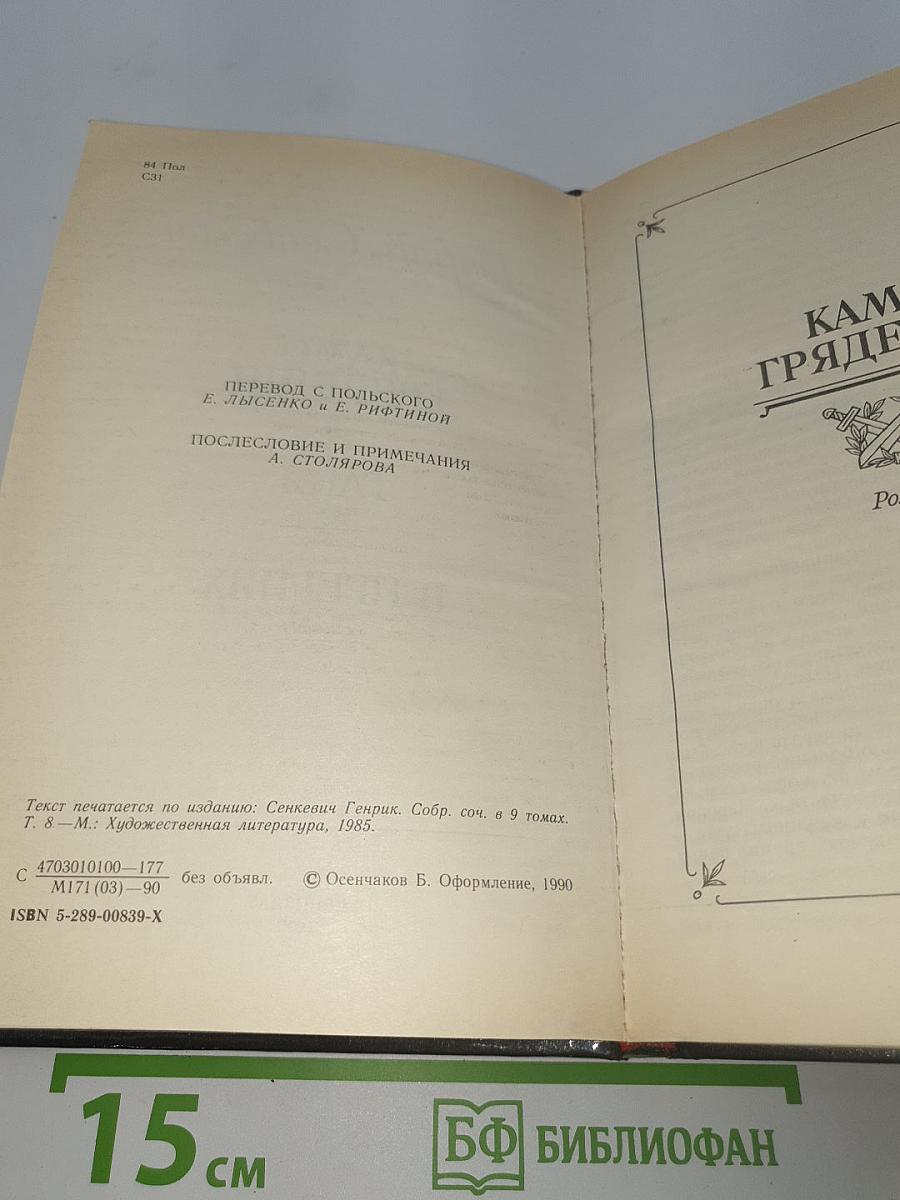 84 Пол
С31
ПЕРЕВОД С ПОЛЬСКОГО
Е. ЛЫСЕНКО и Е. РИФТИНОЙ
ПОСЛЕСЛОВИЕ И ПРИМЕЧАНИЯ
А. СТОЛЯРОВА
Текст печатается по изданию: Сенкевич Генрик. Собр. соч. в 9 томах.
Т. 8.—М.: Художественная литература, 1985.
С 4703010100—177
М171(03)—90
без объявл.
© Осенчаков Б. Оформление, 1990
ISBN 5-289-00839-X
КАМ
ГРЯДЕ
Ро
15 см
БФ БИБЛИОФАН